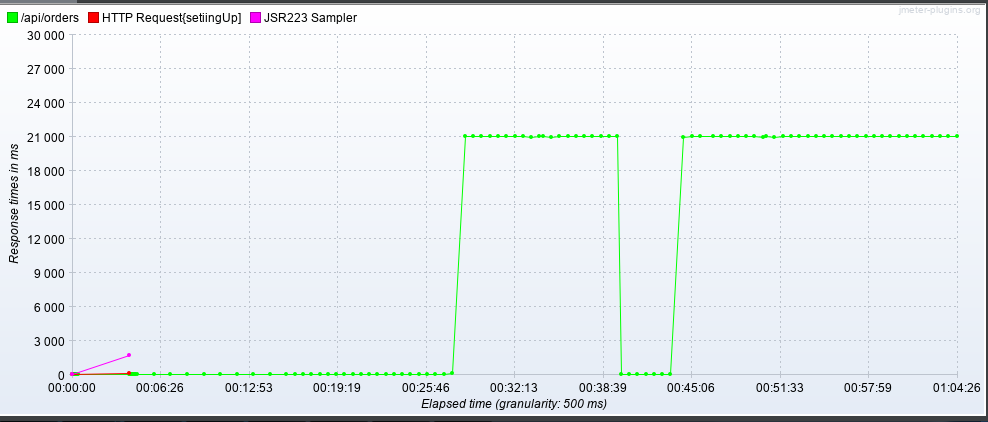 jmeter-plugins.org
/api/orders HTTP Request{setiingUp] JSR223 Sampler
30 000
27 000
24 000
21 000
18 000
15 000
12 000
9 000
6 000
3 000
0
Response times in ms
00:00:00 00:06:26 00:12:53 00:19:19 00:25:46 00:32:13 00:38:39 00:45:06 00:51:33 00:57:59 01:04:26
Elapsed time (granularity: 500 ms)